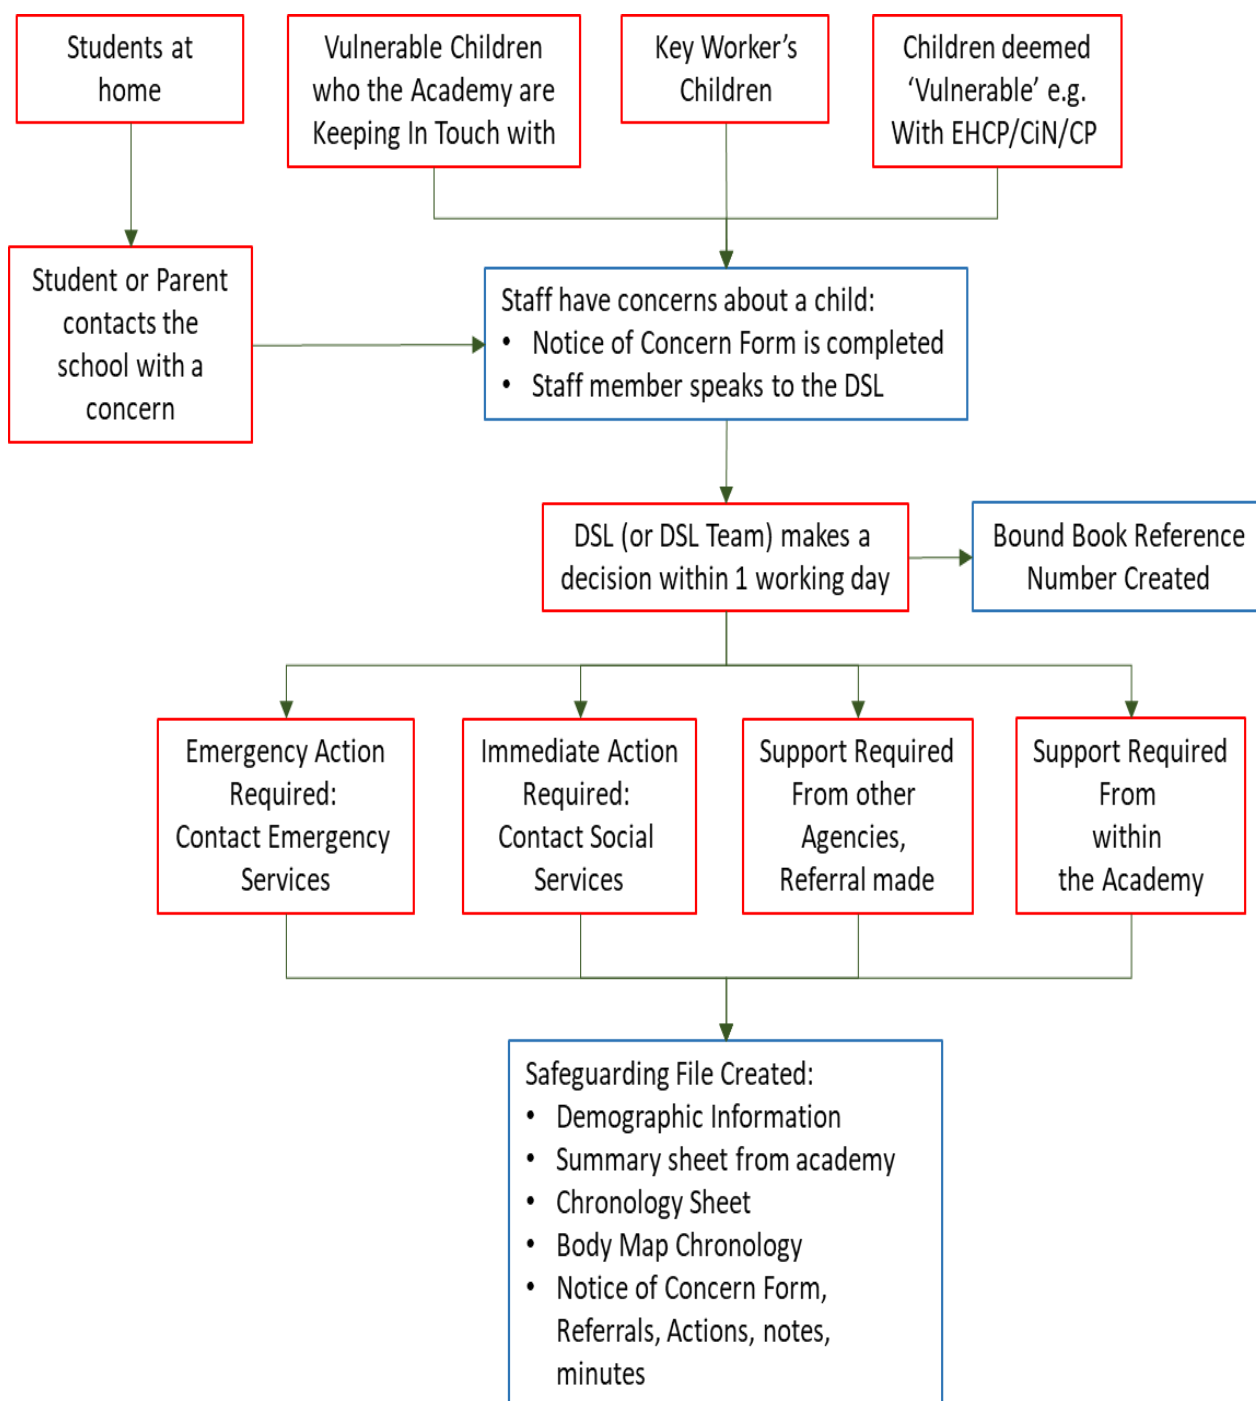 Students at
home
Vulnerable Children
who the Academy are
Keeping In Touch with
Key Worker's
Children
Children deemed
‘Vulnerable’ e.g.
With EHCP/CiN/CP
Student or Parent
contacts the
school with a
concern
Staff have concerns about a child:
• Notice of Concern Form is completed
• Staff member speaks to the DSL
DSL (or DSL Team) makes a
decision within 1 working day
Bound Book Reference
Number Created
Emergency Action
Required:
Contact Emergency
Services
Immediate Action
Required:
Contact Social
Services
Support Required
From other
Agencies,
Referral made
Support Required
From
within
the Academy
Safeguarding File Created:
• Demographic Information
• Summary sheet from academy
• Chronology Sheet
• Body Map Chronology
• Notice of Concern Form,
Referrals, Actions, notes,
minutes